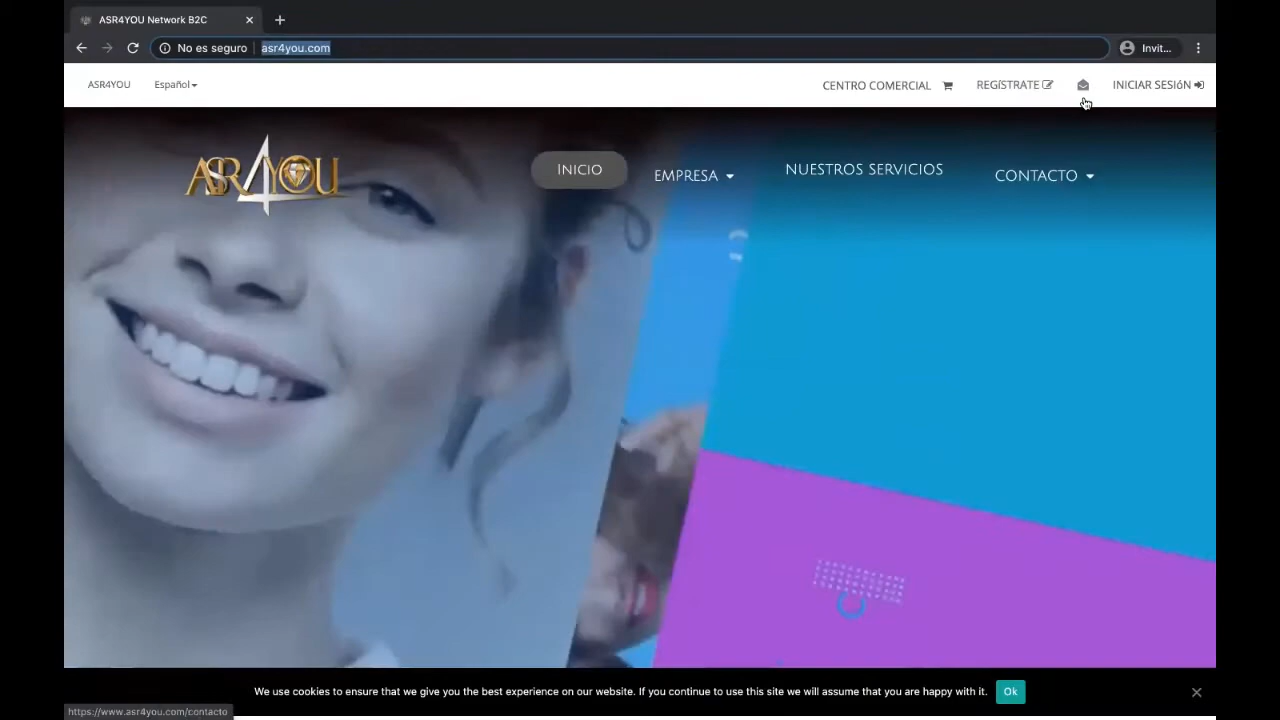 ASR4YOU Network B2C
No es seguro
asr4you.com
Invit...
ASR4YOU
Español
CENTRO COMERCIAL
REGíSTRATE
INICIAR SESIóN
ASR4YOU
INICIO
EMPRESA
NUESTROS SERVICIOS
CONTACTO
We use cookies to ensure that we give you the best experience on our website. If you continue to use this site we will assume that you are happy with it.
Ok
https://www.asr4you.com/contacto